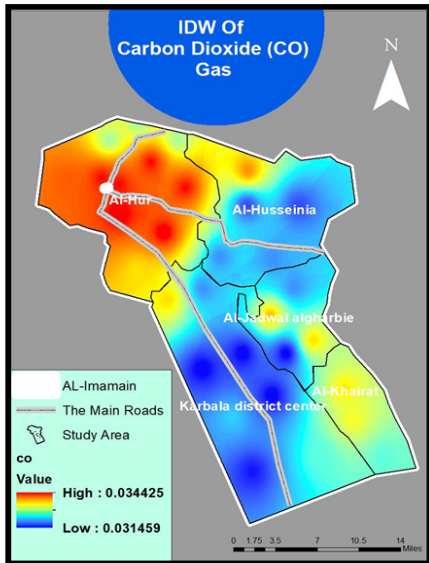 IDW Of
Carbon Dioxide (CO)
Gas
N
Al-Hur
Al-Husseinia
Al-Jadwal algharbie
Al-Khairat
Karbala district center
AL-Imamain
The Main Roads
Study Area
co
Value
High : 0.034425
Low : 0.031459
0 1.75 3.5 7 10.5 14
Miles